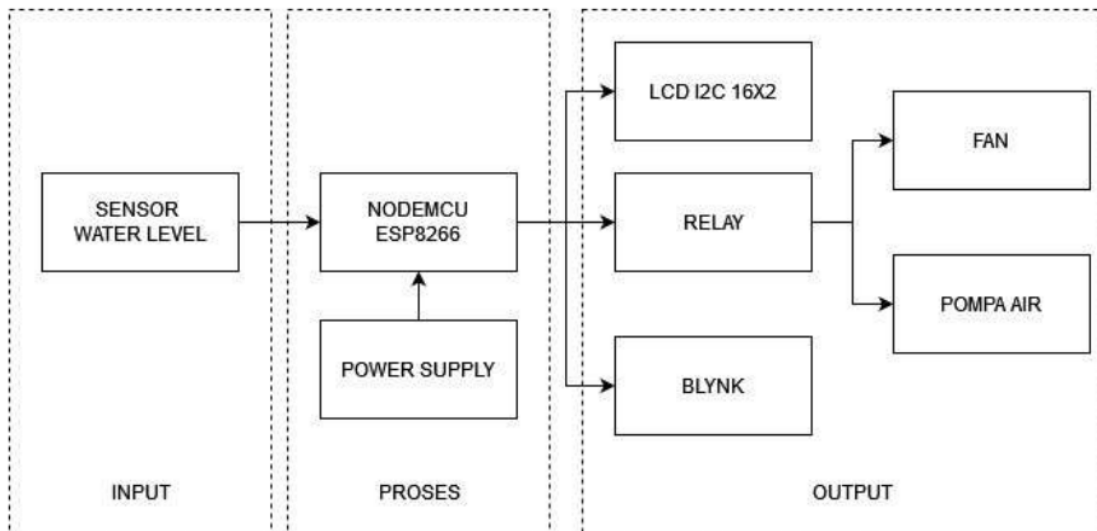 SENSOR
WATER LEVEL
INPUT
NODEMCU
ESP8266
POWER SUPPLY
PROSES
LCD I2C 16X2
RELAY
BLYNK
FAN
POMPA AIR
OUTPUT